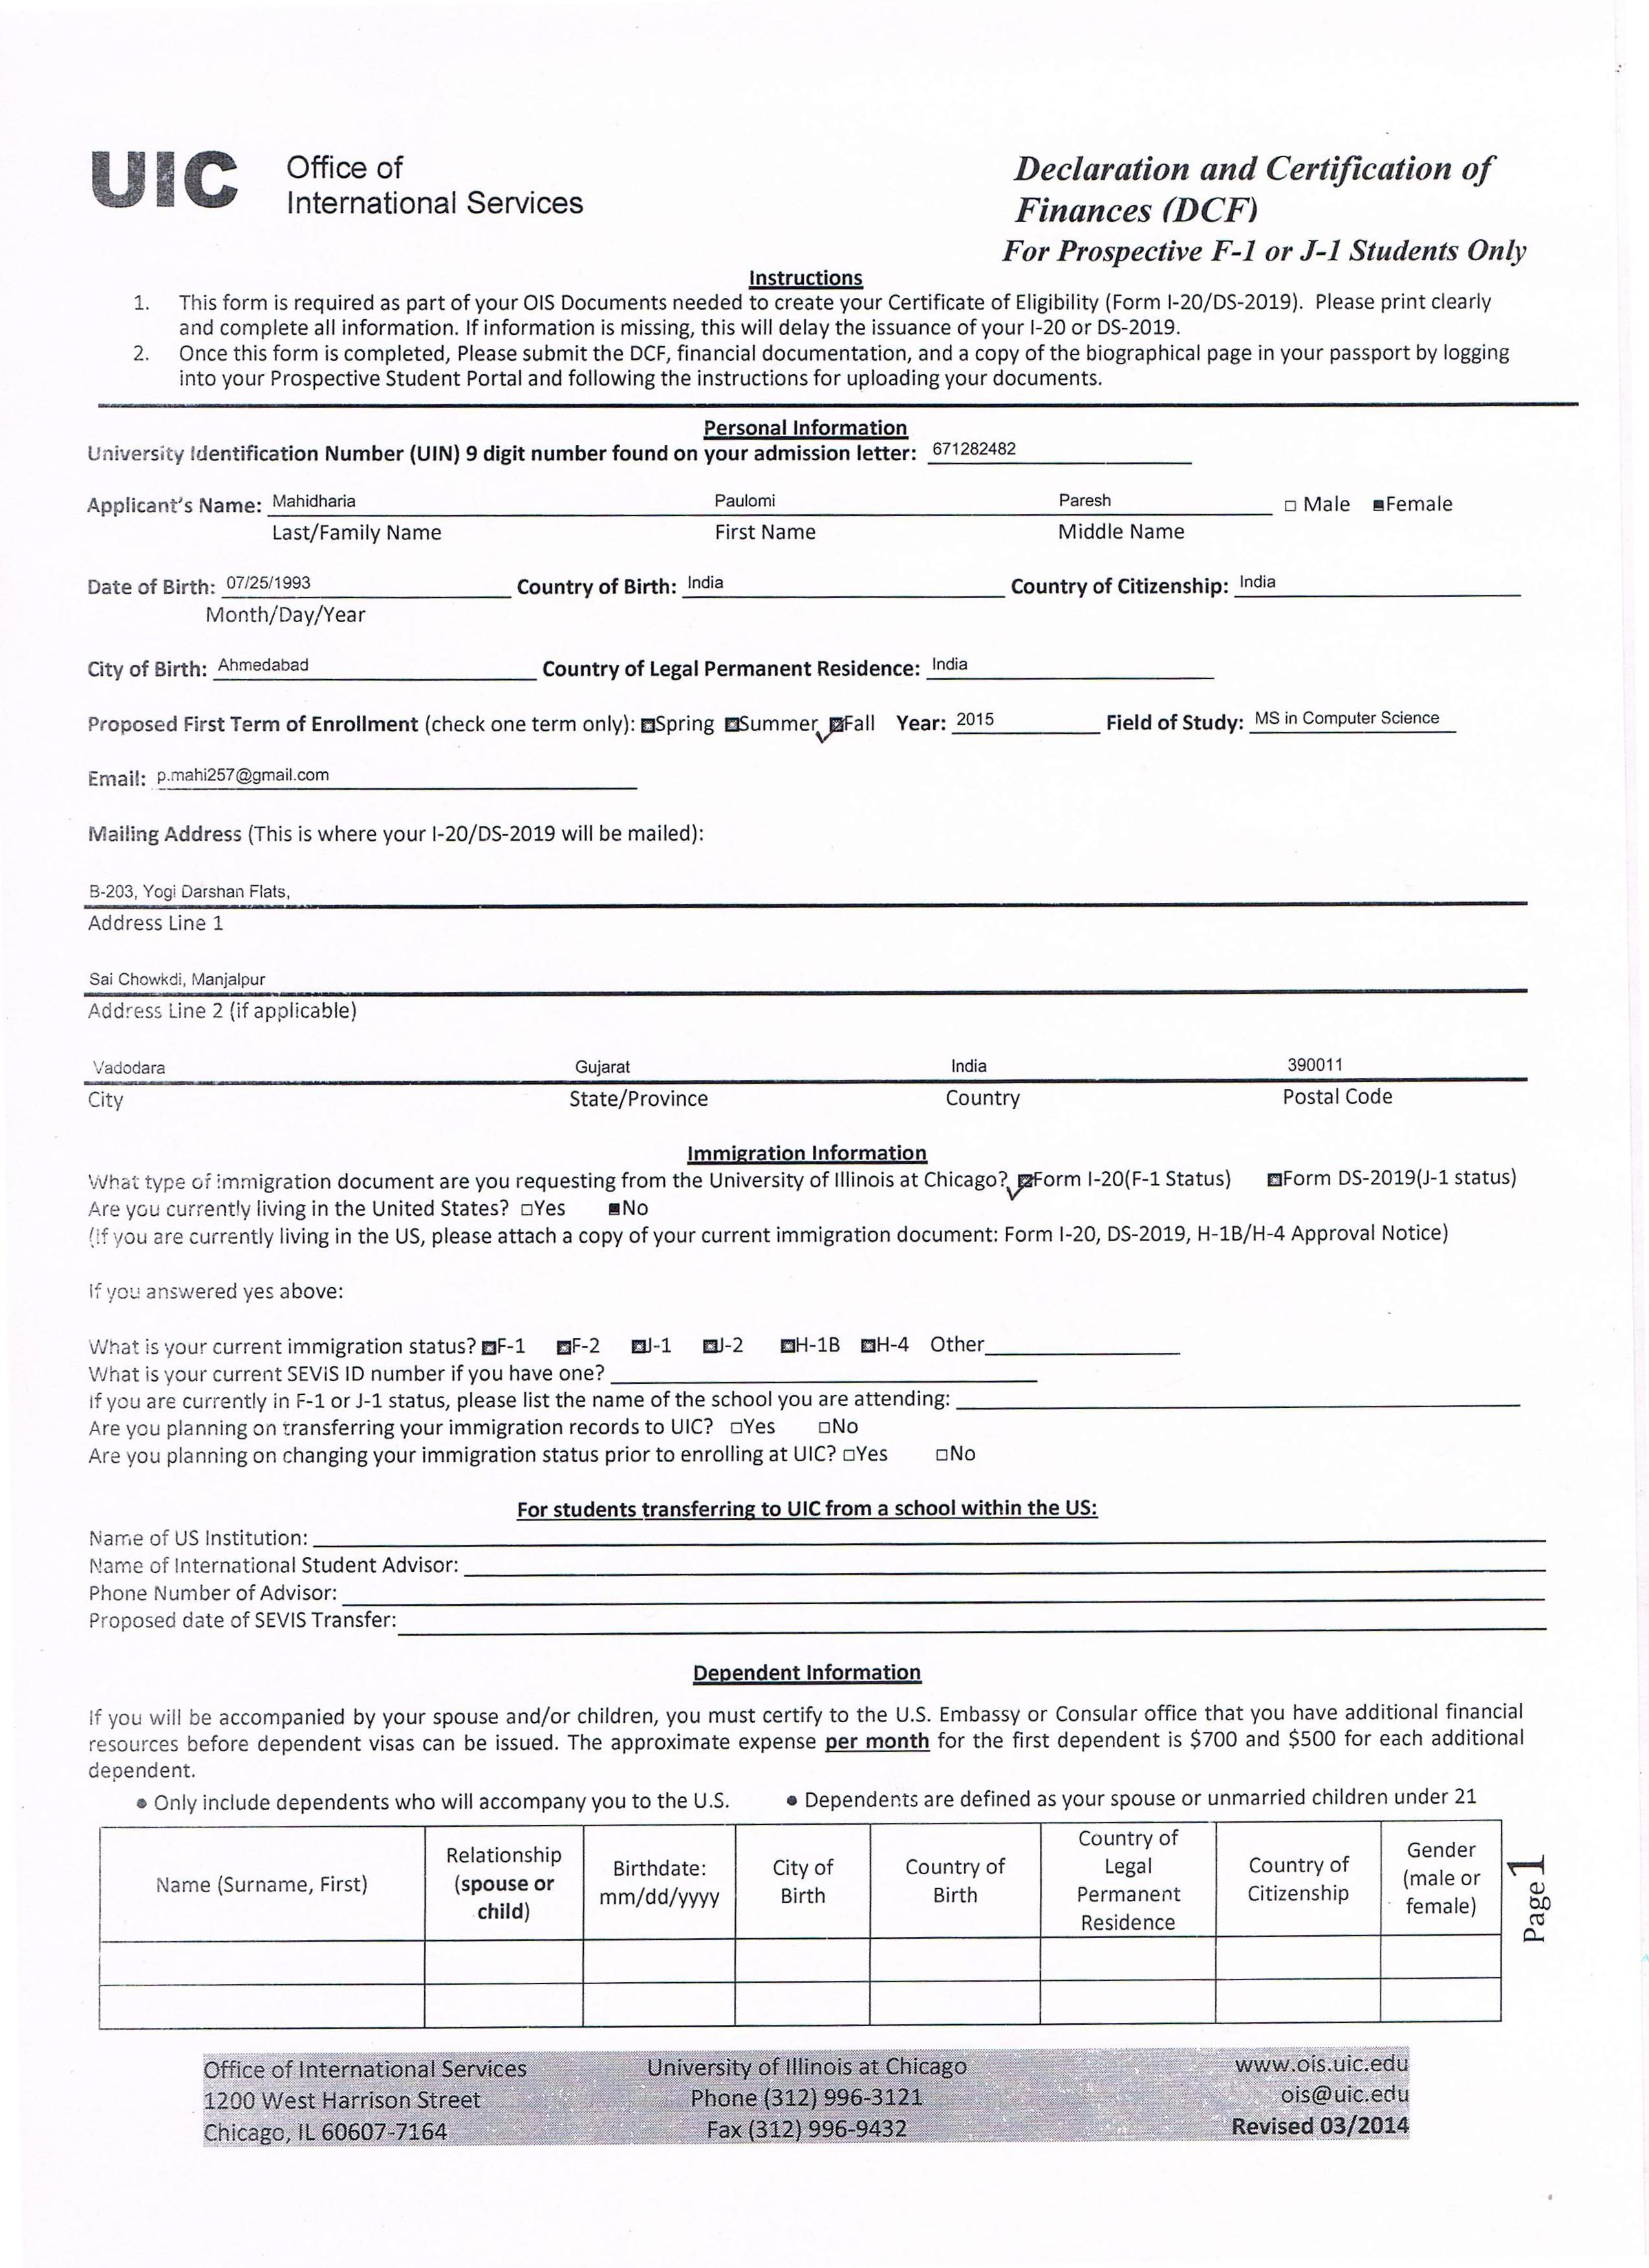 UIC Office of
International Services
Declaration and Certification of
Finances (DCF)
For Prospective F-1 or J-1 Students Only
Instructions
1. This form is required as part of your OIS Documents needed to create your Certificate of Eligibility (Form I-20/DS-2019). Please print clearly
and complete all information. If information is missing, this will delay the issuance of your I-20 or DS-2019.
2. Once this form is completed, Please submit the DCF, financial documentation, and a copy of the biographical page in your passport by logging
into your Prospective Student Portal and following the instructions for uploading your documents.
Personal Information
University Identification Number (UIN) 9 digit number found on your admission letter: 671282482
Applicant's Name: Mahidharia Paulomi Paresh Male Female
Last/Family Name First Name Middle Name
Date of Birth: 07/25/1993 Country of Birth: India Country of Citizenship: India
Month/Day/Year
City of Birth: Ahmedabad Country of Legal Permanent Residence: India
Proposed First Term of Enrollment (check one term only): Spring Summer Fall Year: 2015 Field of Study: MS in Computer Science
Email: p.mahi257@gmail.com
Mailing Address (This is where your I-20/DS-2019 will be mailed):
B-203, Yogi Darshan Flats,
Address Line 1
Sai Chowkdi, Manjalpur
Address Line 2 (if applicable)
Vadodara Gujarat India 390011
City State/Province Country Postal Code
Immigration Information
What type of immigration document are you requesting from the University of Illinois at Chicago? Form I-20(F-1 Status) Form DS-2019(J-1 status)
Are you currently living in the United States? Yes No
(If you are currently living in the US, please attach a copy of your current immigration document: Form I-20, DS-2019, H-1B/H-4 Approval Notice)
If you answered yes above:
What is your current immigration status? F-1 F-2 J-1 J-2 H-1B H-4 Other
What is your current SEVIS ID number if you have one?
If you are currently in F-1 or J-1 status, please list the name of the school you are attending:
Are you planning on transferring your immigration records to UIC? Yes No
Are you planning on changing your immigration status prior to enrolling at UIC? Yes No
For students transferring to UIC from a school within the US:
Name of US Institution:
Name of International Student Advisor:
Phone Number of Advisor:
Proposed date of SEVIS Transfer:
Dependent Information
If you will be accompanied by your spouse and/or children, you must certify to the U.S. Embassy or Consular office that you have additional financial
resources before dependent visas can be issued. The approximate expense per month for the first dependent is $700 and $500 for each additional
dependent.
• Only include dependents who will accompany you to the U.S. • Dependents are defined as your spouse or unmarried children under 21
Name (Surname, First)
Relationship
(spouse or
child)
Birthdate:
mm/dd/yyyy
City of
Birth
Country of
Birth
Country of
Legal
Permanent
Residence
Country of
Citizenship
Gender
(male or
female)
Page 1
Office of International Services University of Illinois at Chicago www.ois.uic.edu
1200 West Harrison Street Phone (312) 996-3121 ois@uic.edu
Chicago, IL 60607-7164 Fax (312) 996-9432 Revised 03/2014